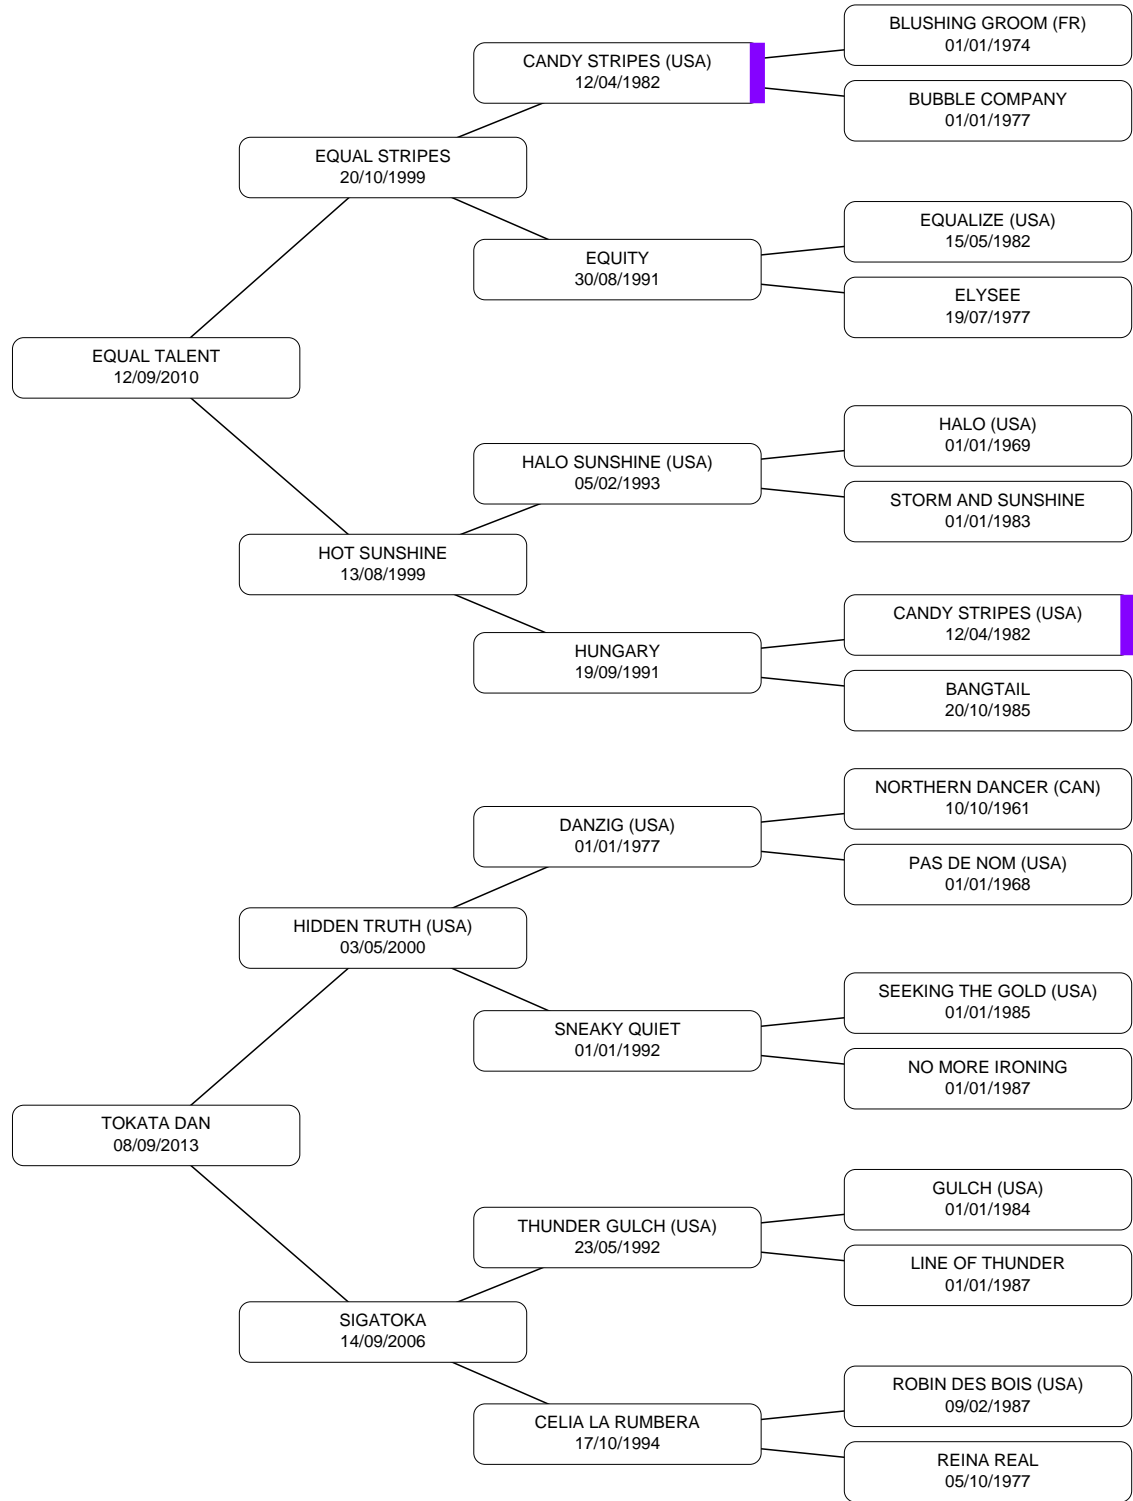 BLUSHING GROOM (FR)
01/01/1974
CANDY STRIPES (USA)
12/04/1982
BUBBLE COMPANY
01/01/1977
EQUAL STRIPES
20/10/1999
EQUALIZE (USA)
15/05/1982
EQUITY
30/08/1991
ELYSEE
19/07/1977
EQUAL TALENT
12/09/2010
HALO (USA)
01/01/1969
HALO SUNSHINE (USA)
05/02/1993
STORM AND SUNSHINE
01/01/1983
HOT SUNSHINE
13/08/1999
CANDY STRIPES (USA)
12/04/1982
HUNGARY
19/09/1991
BANGTAIL
20/10/1985
NORTHERN DANCER (CAN)
10/10/1961
DANZIG (USA)
01/01/1977
PAS DE NOM (USA)
01/01/1968
HIDDEN TRUTH (USA)
03/05/2000
SEEKING THE GOLD (USA)
01/01/1985
SNEAKY QUIET
01/01/1992
NO MORE IRONING
01/01/1987
TOKATA DAN
08/09/2013
GULCH (USA)
01/01/1984
THUNDER GULCH (USA)
23/05/1992
LINE OF THUNDER
01/01/1987
SIGATOKA
14/09/2006
ROBIN DES BOIS (USA)
09/02/1987
CELIA LA RUMBERA
17/10/1994
REINA REAL
05/10/1977